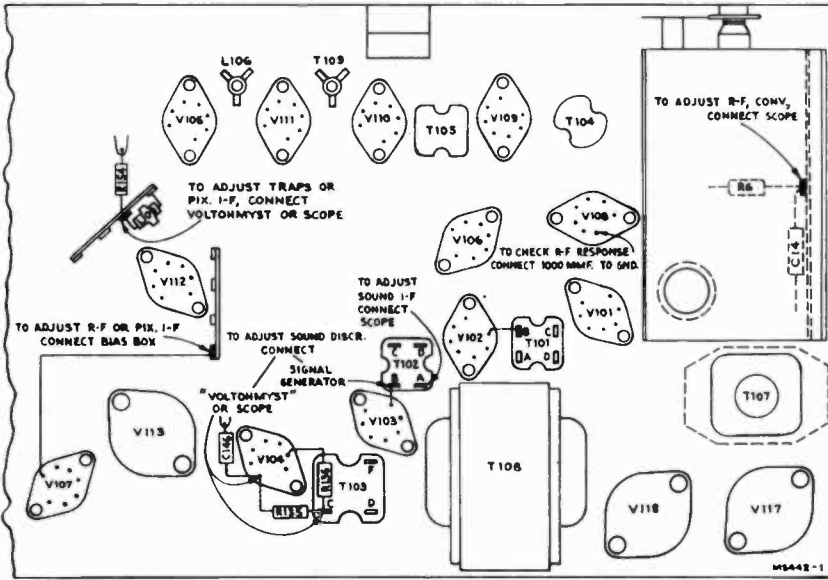 L106
T109
V105
V111
V110
T105
V109
T104
TO ADJUST R-F, CONV,
CONNECT SCOPE
R154
TO ADJUST TRAPS OR
PIX. I-F, CONNECT
VOLTOHMYST OR SCOPE
R6
C14
V108
V106
TO CHECK R-F RESPONSE
CONNECT 1000 MMF. TO GND.
V112
TO ADJUST
SOUND I-F
CONNECT
SCOPE
V101
TO ADJUST R-F OR PIX. I-F
CONNECT BIAS BOX
TO ADJUST SOUND DISCR.
CONNECT
SIGNAL
GENERATOR
V102
B C
T101
A D
C D
T102
B A
"VOLTOHMYST"
OR SCOPE
V103
T107
V113
C146
V104
R136
F
T103
C D
R135
V107
T108
V118
V117
MS442-1